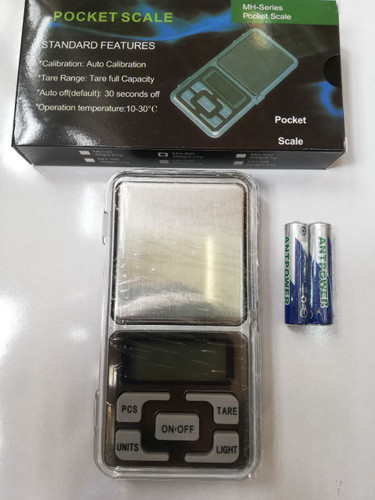 POCKET SCALE
MH-Series
Pocket Scale
STANDARD FEATURES
*Calibration: Auto Calibration
*Tare Range: Tare full Capacity
*Auto off(default): 30 seconds off
*Operation temperature:10-30°C
Pocket
Scale
ANTPOWER
ANTPOWER
PCS
TARE
ON/OFF
UNITS
LIGHT